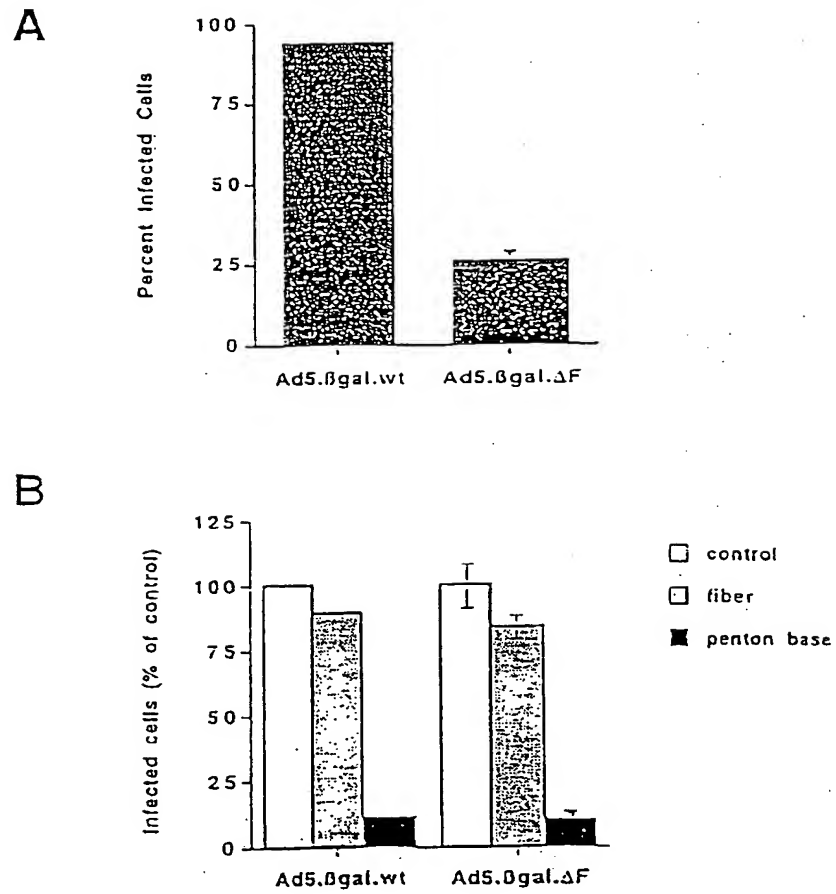 A
Percent Infected Cells
100
75
50
25
0
Ad5.βgal.wt Ad5.βgal.ΔF
B
Infected cells (% of control)
125
100
75
50
25
0
Ad5.βgal.wt Ad5.βgal.ΔF
control
fiber
penton base